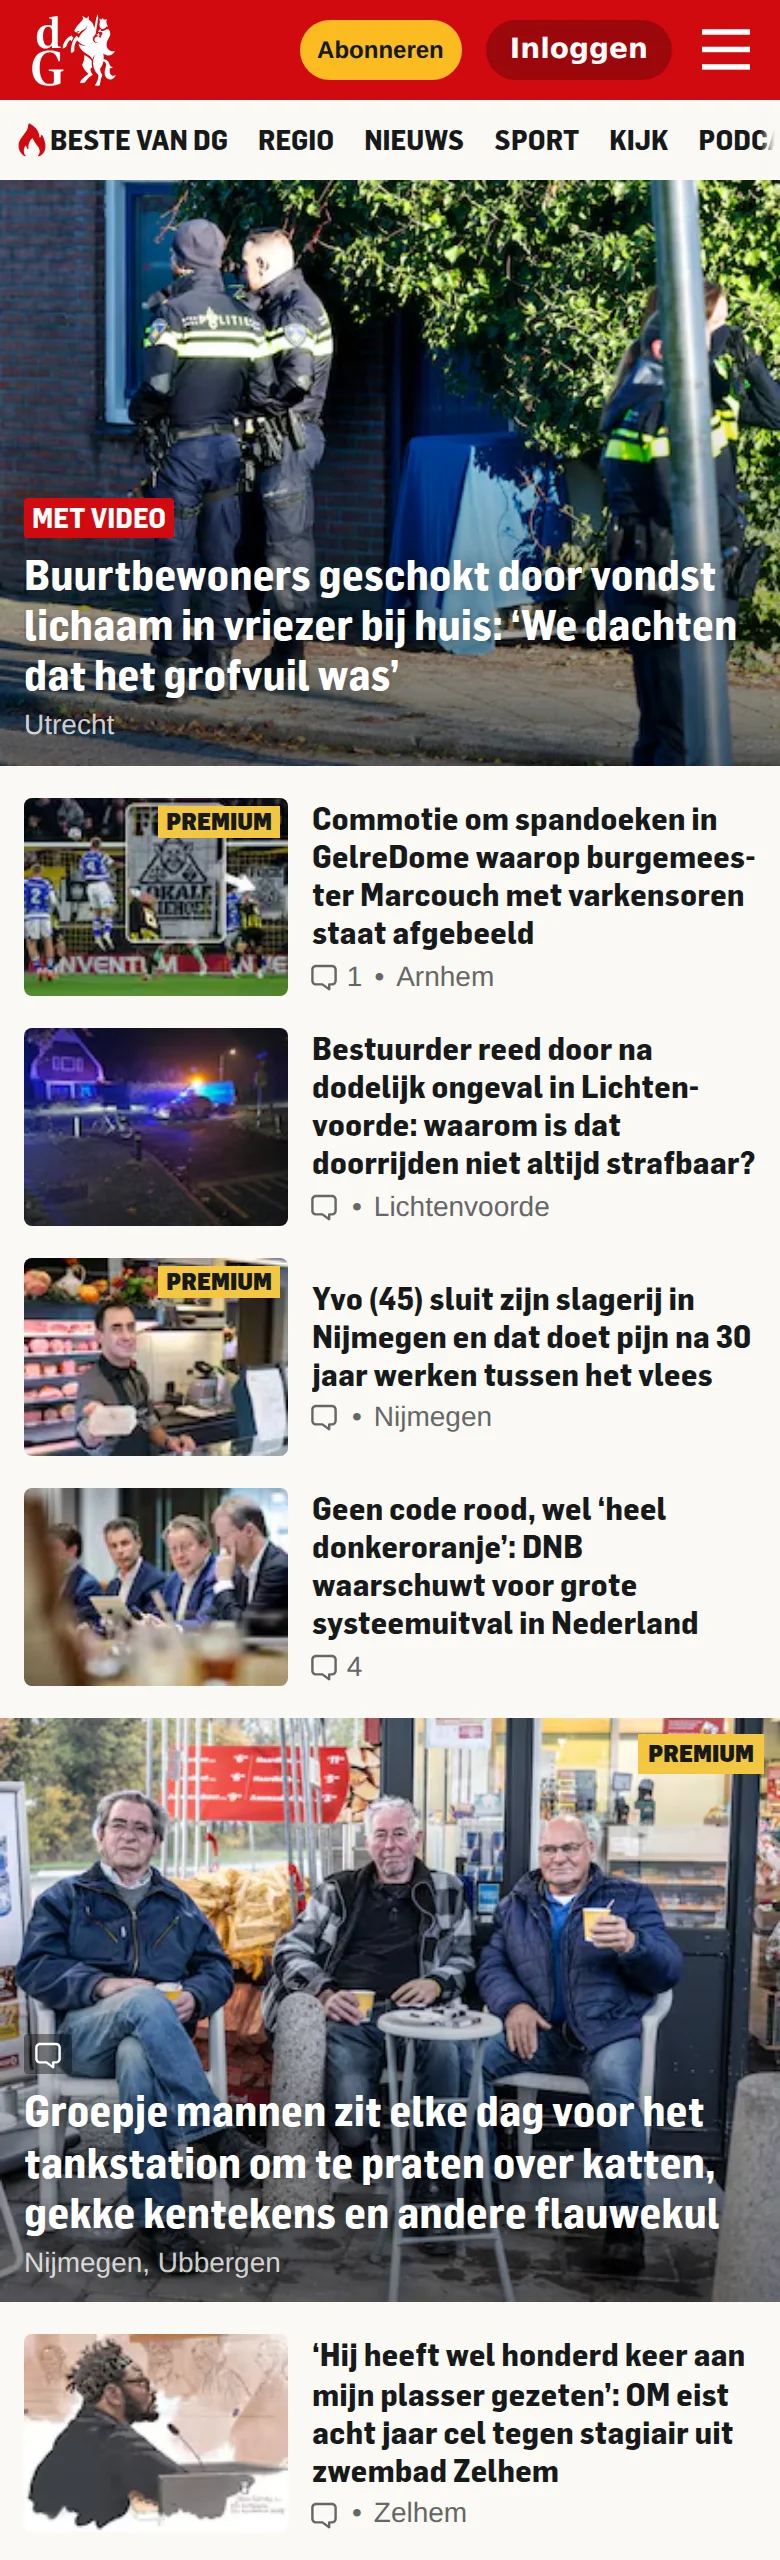 dG
Abonneren
Inloggen
BESTE VAN DG REGIO NIEUWS SPORT KIJK PODCA
POLITIE
MET VIDEO
Buurtbewoners geschokt door vondst
lichaam in vriezer bij huis: ‘We dachten
dat het grofvuil was’
Utrecht
PREMIUM
Commotie om spandoeken in
GelreDome waarop burgemees-
ter Marcouch met varkensoren
staat afgebeeld
1 • Arnhem
Bestuurder reed door na
dodelijk ongeval in Lichten-
voorde: waarom is dat
doorrijden niet altijd strafbaar?
• Lichtenvoorde
PREMIUM
Yvo (45) sluit zijn slagerij in
Nijmegen en dat doet pijn na 30
jaar werken tussen het vlees
• Nijmegen
Geen code rood, wel ‘heel
donkeroranje’: DNB
waarschuwt voor grote
systeemuitval in Nederland
4
PREMIUM
Groepje mannen zit elke dag voor het
tankstation om te praten over katten,
gekke kentekens en andere flauwekul
Nijmegen, Ubbergen
‘Hij heeft wel honderd keer aan
mijn plasser gezeten’: OM eist
acht jaar cel tegen stagiair uit
zwembad Zelhem
• Zelhem